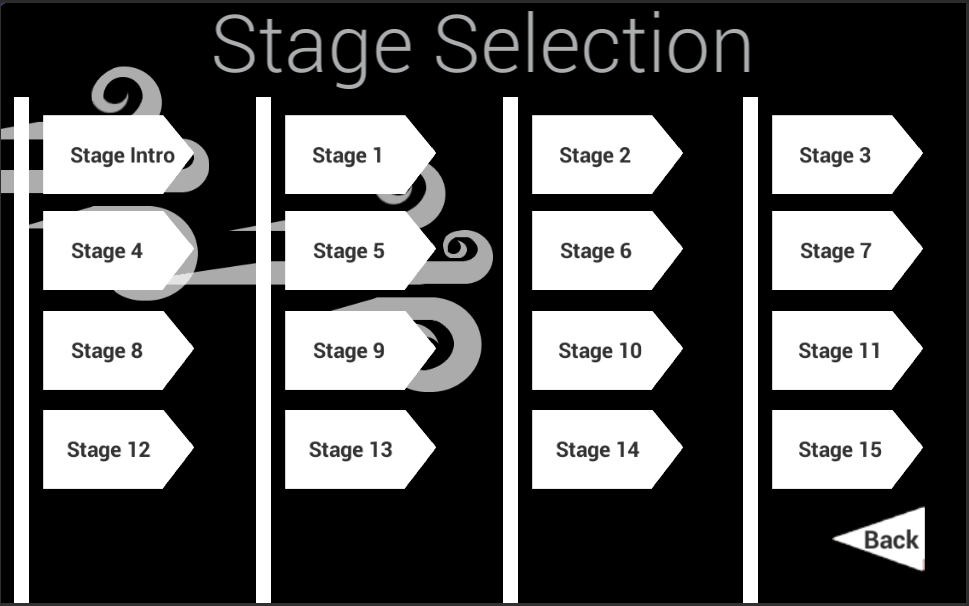 Stage Selection
Stage Intro
Stage 1
Stage 2
Stage 3
Stage 4
Stage 5
Stage 6
Stage 7
Stage 8
Stage 9
Stage 10
Stage 11
Stage 12
Stage 13
Stage 14
Stage 15
Back